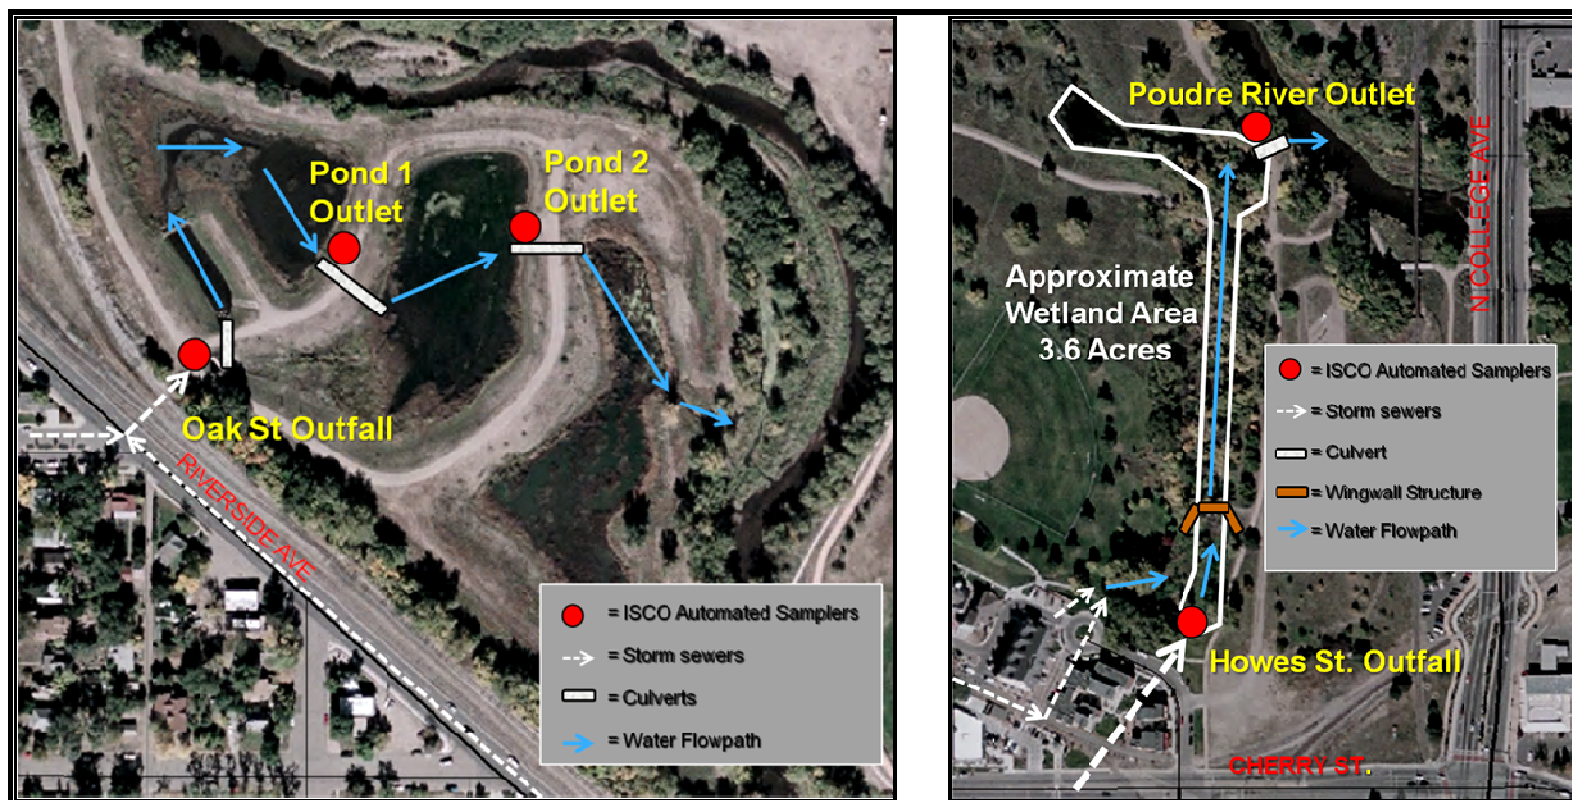 Pond 1
Outlet
Pond 2
Outlet
Oak St Outfall
RIVERSIDE AVE
= ISCO Automated Samplers
= Storm sewers
= Culverts
= Water Flowpath
Poudre River Outlet
N COLLEGE AVE
Approximate
Wetland Area
3.6 Acres
= ISCO Automated Samplers
= Storm sewers
= Culvert
= Wingwall Structure
= Water Flowpath
Howes St. Outfall
CHERRY ST.